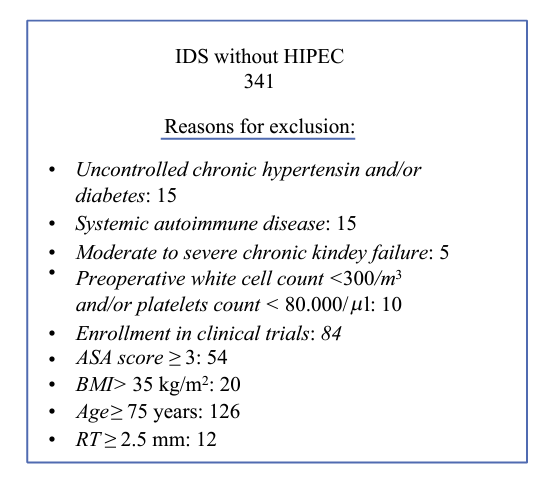 IDS without HIPEC
341
Reasons for exclusion:
• Uncontrolled chronic hypertensin and/or
diabetes: 15
• Systemic autoimmune disease: 15
• Moderate to severe chronic kindey failure: 5
• Preoperative white cell count <300/m³
and/or platelets count < 80.000/μl: 10
• Enrollment in clinical trials: 84
• ASA score ≥ 3: 54
• BMI> 35 kg/m²: 20
• Age≥ 75 years: 126
• RT ≥ 2.5 mm: 12